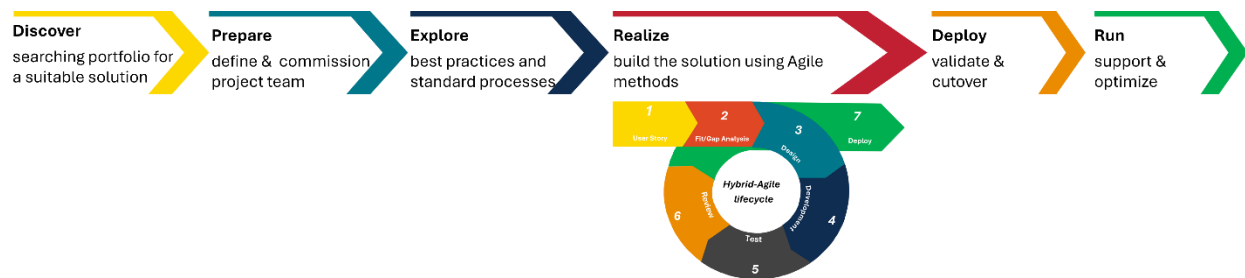 Discover
searching portfolio for
a suitable solution
Prepare
define & commission
project team
Explore
best practices and
standard processes
Realize
build the solution using Agile
methods
Deploy
validate &
cutover
Run
support &
optimize
1
User Story
2
Fit/Gap Analysis
3
Design
7
Deploy
Hybrid-Agile
lifecycle
Development
4
Test
5
Review
6